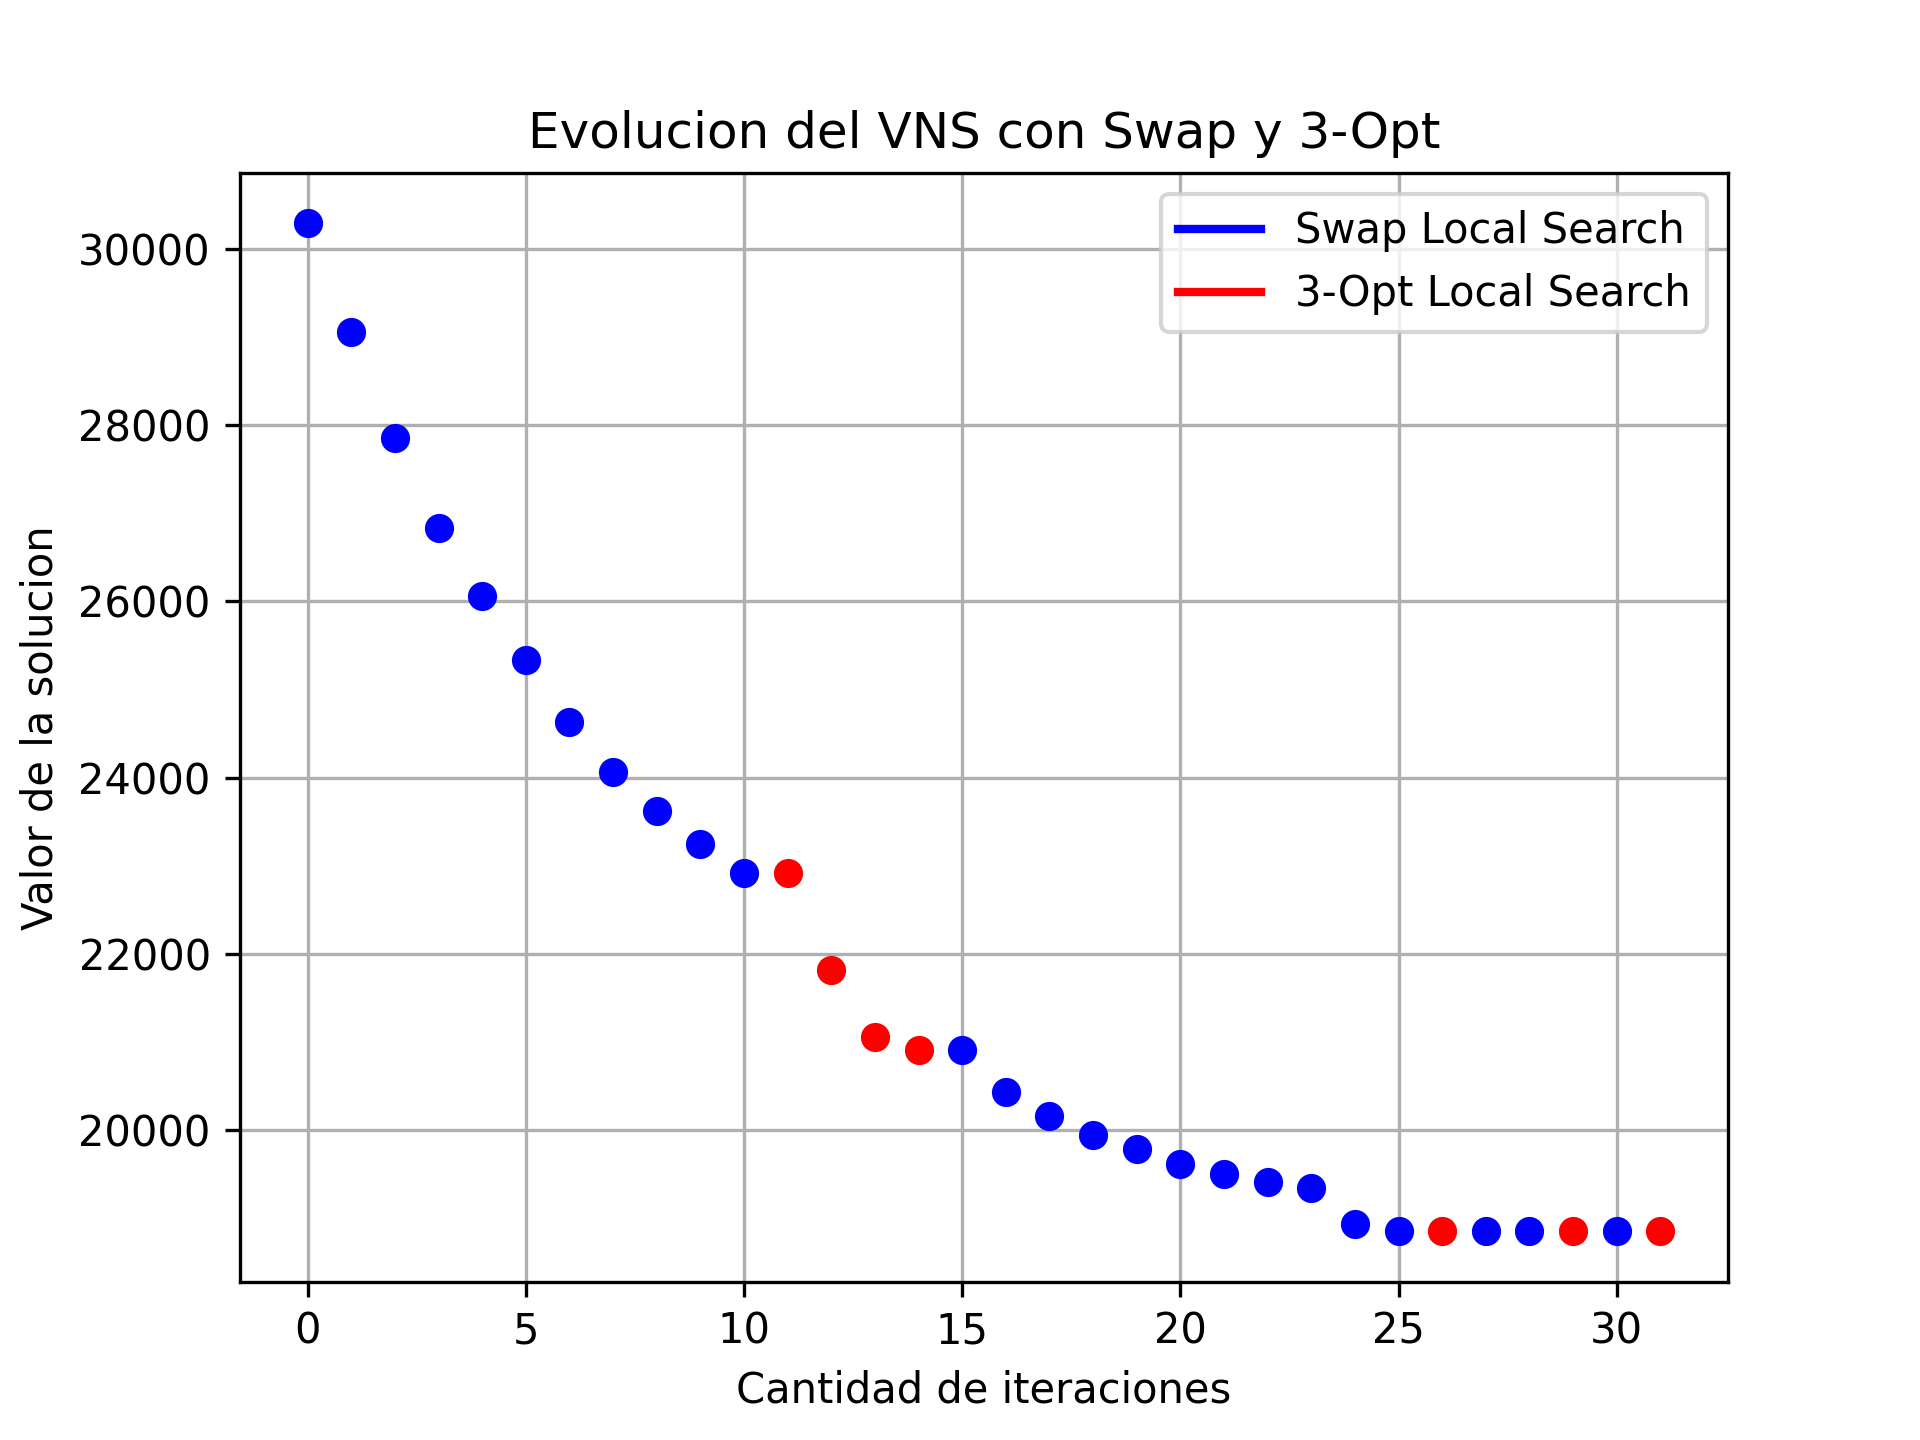 Evolucion del VNS con Swap y 3-Opt
Swap Local Search
3-Opt Local Search
Valor de la solucion
30000
28000
26000
24000
22000
20000
0 5 10 15 20 25 30
Cantidad de iteraciones